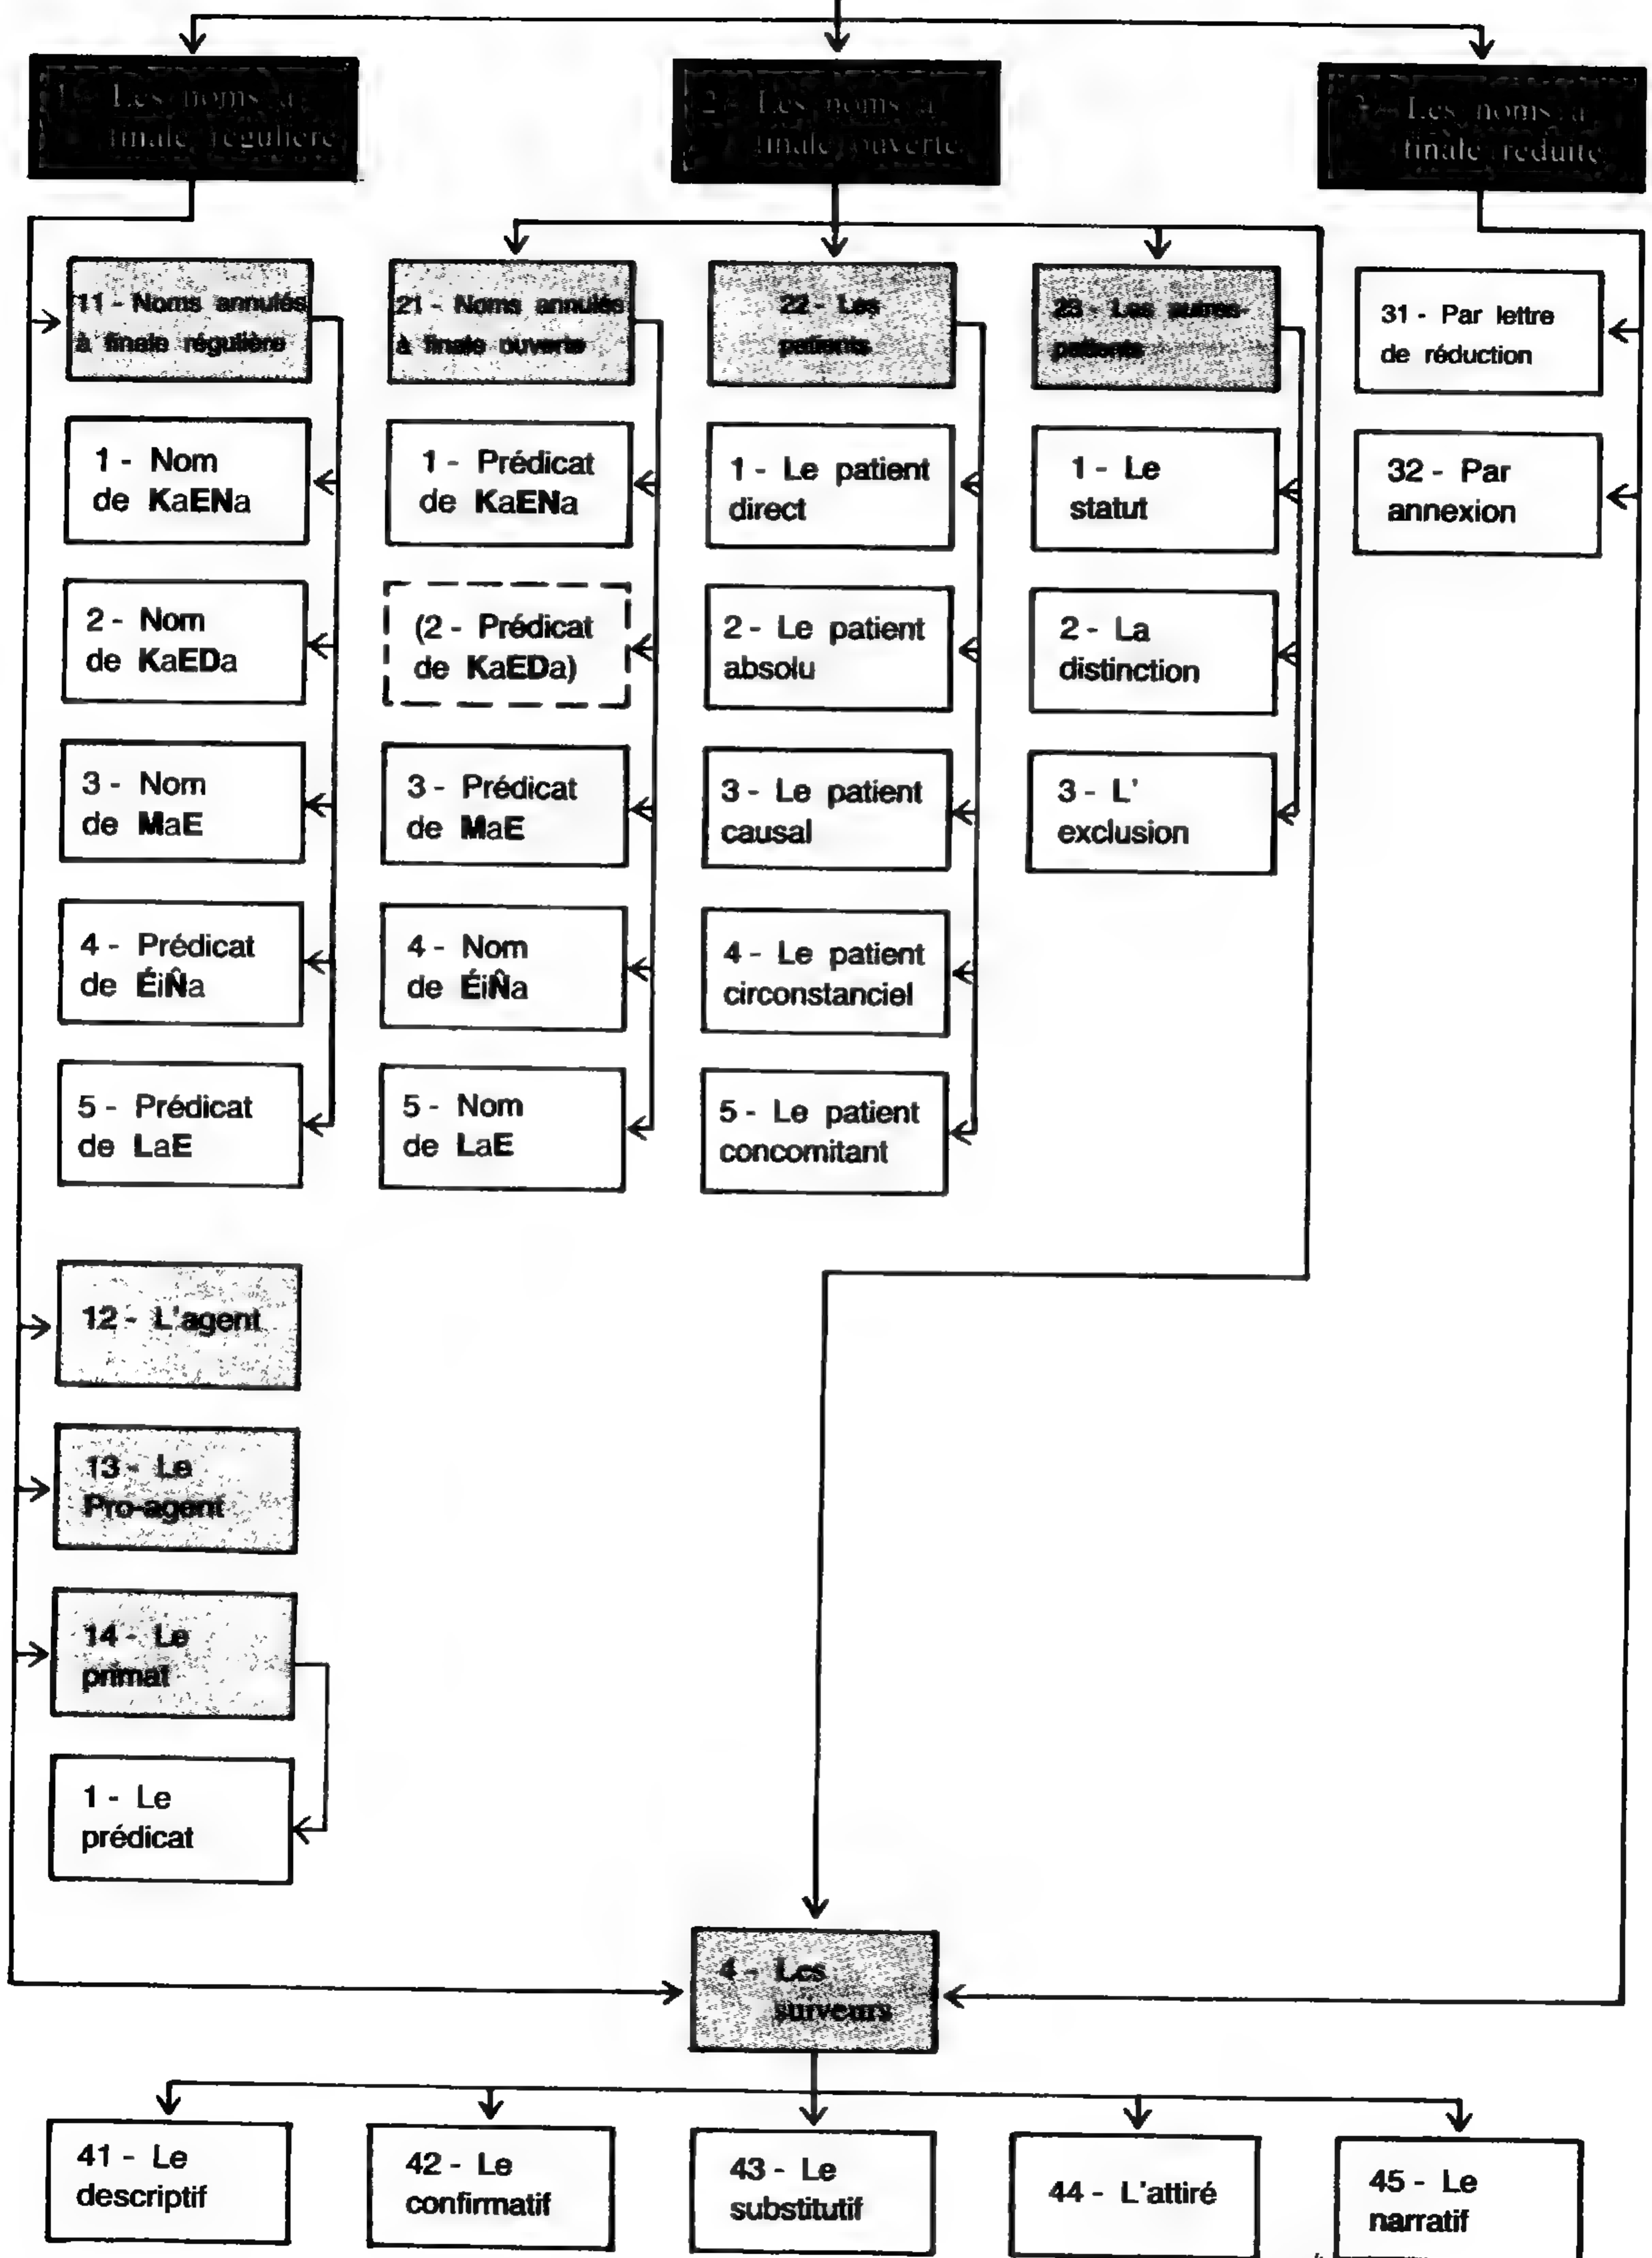 1 - Les noms à
finale régulière
2 - Les noms à
finale ouverte
3 - Les noms à
finale réduite
11 - Noms annulés
à finale régulière
1 - Nom
de KaENa
2 - Nom
de KaEDa
3 - Nom
de MaE
4 - Prédicat
de ÉiÑa
5 - Prédicat
de LaE
12 - L'agent
13 - Le
Pro-agent
14 - Le
primat
1 - Le
prédicat
21 - Noms annulés
à finale ouverte
1 - Prédicat
de KaENa
(2 - Prédicat
de KaEDa)
3 - Prédicat
de MaE
4 - Nom
de ÉiÑa
5 - Nom
de LaE
22 - Les
patients
1 - Le patient
direct
2 - Le patient
absolu
3 - Le patient
causal
4 - Le patient
circonstanciel
5 - Le patient
concomitant
23 - Les autres
patients
1 - Le
statut
2 - La
distinction
3 - L'
exclusion
31 - Par lettre
de réduction
32 - Par
annexion
4 - Les
suiveurs
41 - Le
descriptif
42 - Le
confirmatif
43 - Le
substitutif
44 - L'attiré
45 - Le
narratif